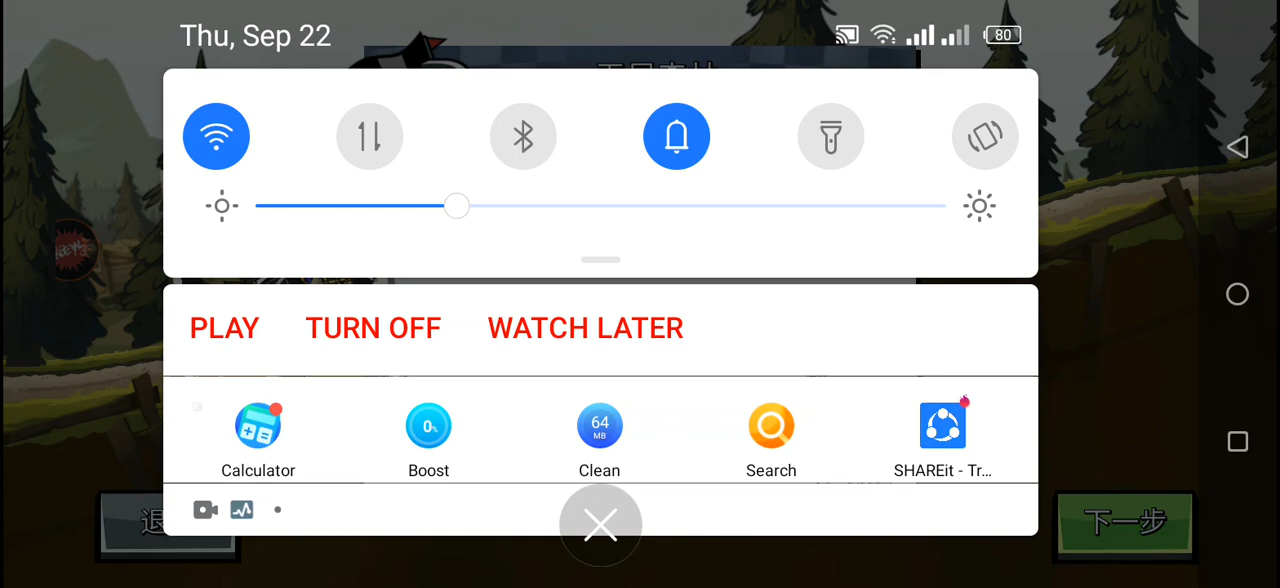 Thu, Sep 22
80
PLAY TURN OFF WATCH LATER
0%
64
MB
Calculator Boost Clean Search SHAREit - Tr...
退
下一步